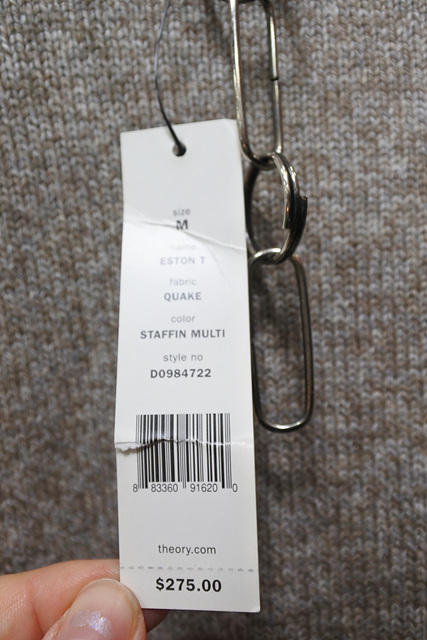 size
M
name
ESTON T
fabric
QUAKE
color
STAFFIN MULTI
style no
D0984722
8 83360 91620 0
theory.com
$275.00